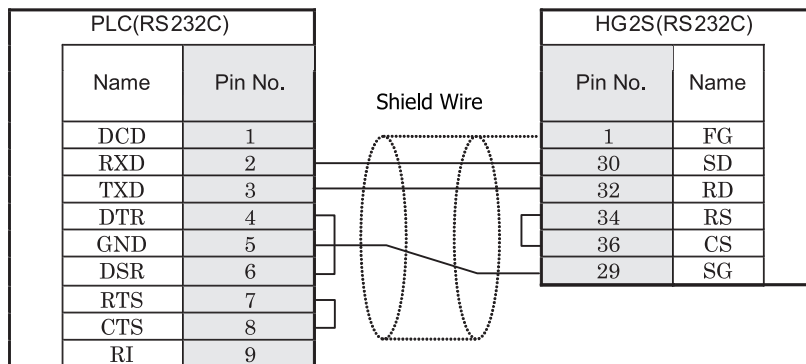 PLC(RS232C) HG2S(RS232C)
Name Pin No. Pin No. Name
Shield Wire
DCD 1 1 FG
RXD 2 30 SD
TXD 3 32 RD
DTR 4 34 RS
GND 5 36 CS
DSR 6 29 SG
RTS 7
CTS 8
RI 9